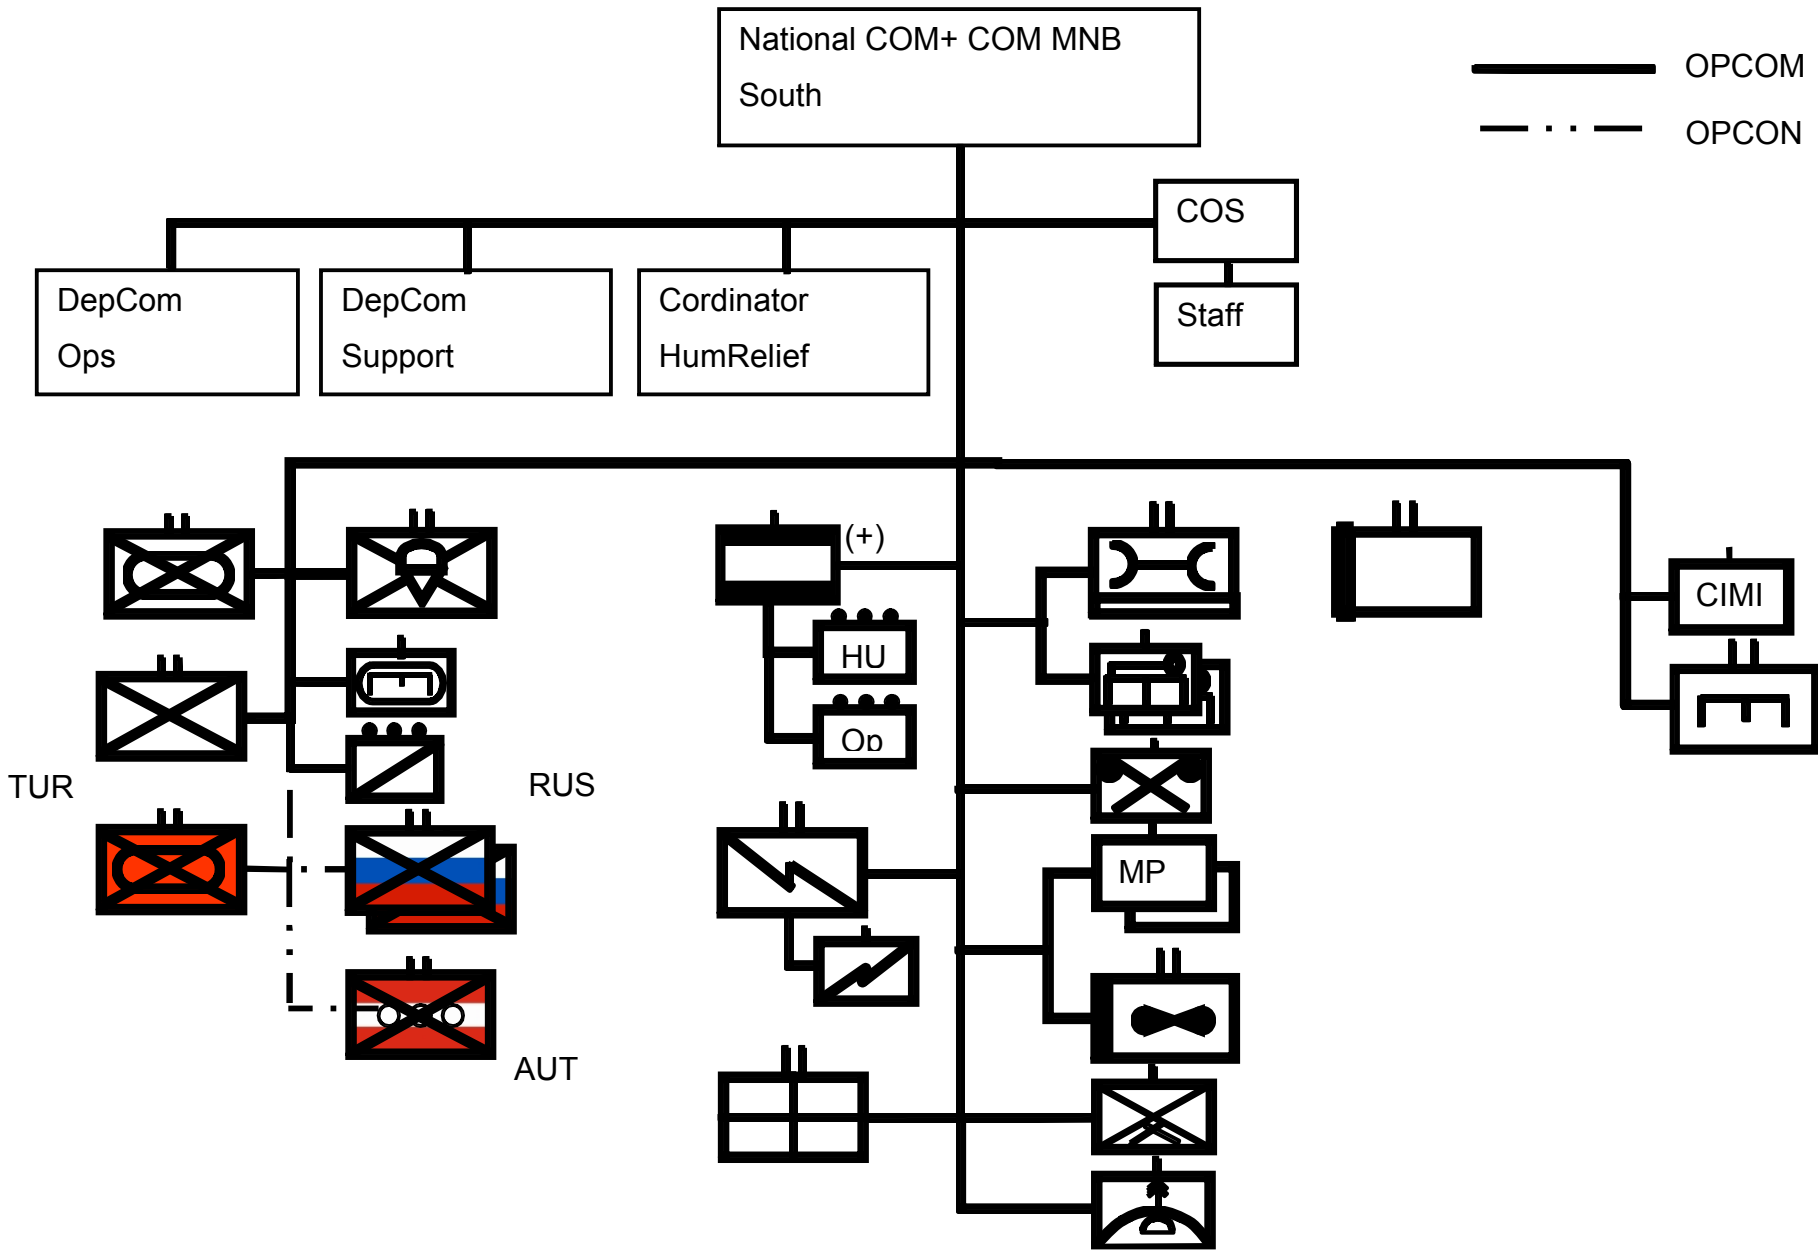 National COM+ COM MNB
South
OPCOM
OPCON
COS
Staff
DepCom
Ops
DepCom
Support
Cordinator
HumRelief
(+)
HU
Op
CIMI
TUR
RUS
MP
AUT